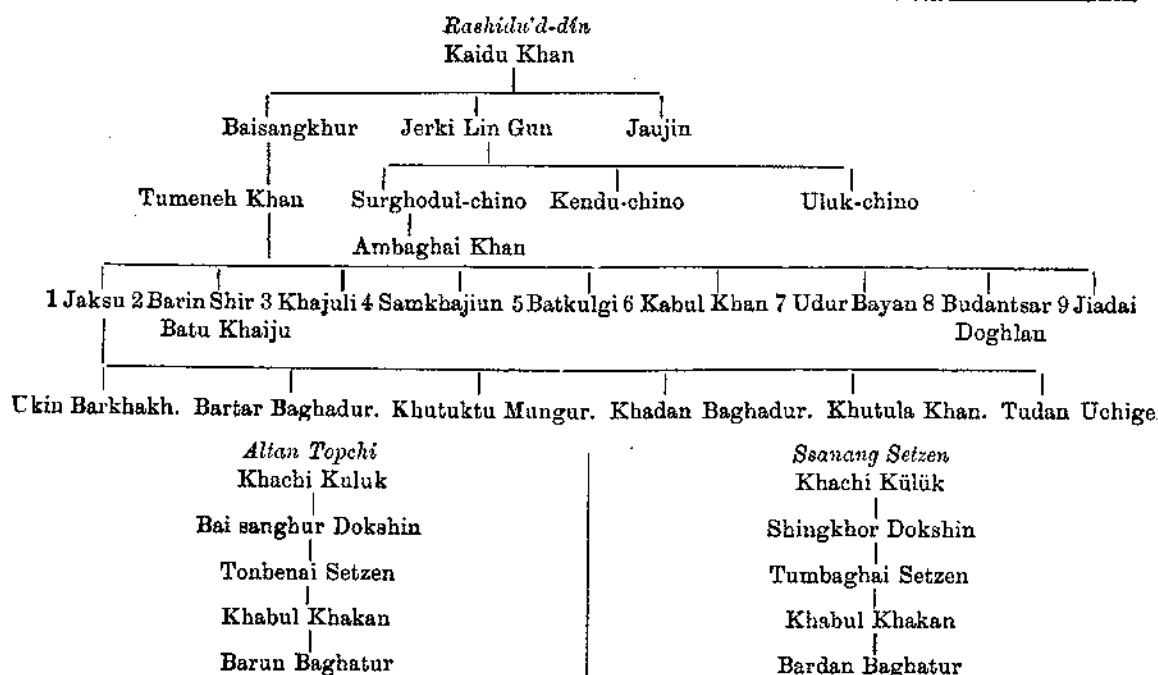 Rashidu'd-din
Kaidu Khan
Baisangkhur Jerki Lin Gun Jaujin
Tumeneh Khan Surghodul-chino Kendu-chino Uluk-chino
Ambaghai Khan
1 Jaksu 2 Barin Shir 3 Khajuli 4 Samkhajiun 5 Batkulgi 6 Kabul Khan 7 Udur Bayan 8 Budantsar 9 Jiadai
Batu Khaiju Doghlan
Ukin Barkhakh. Bartar Baghadur. Khutuktu Mungur. Khadan Baghadur. Khutula Khan. Tudan Uchige
Altan Topchi Ssanang Setzen
Khachi Kuluk Khachi Külük
Bai sanghur Dokshin Shingkhor Dokshin
Tonbenai Setzen Tumbaghai Setzen
Khabul Khakan Khabul Khakan
Barun Baghatur Bardan Baghatur